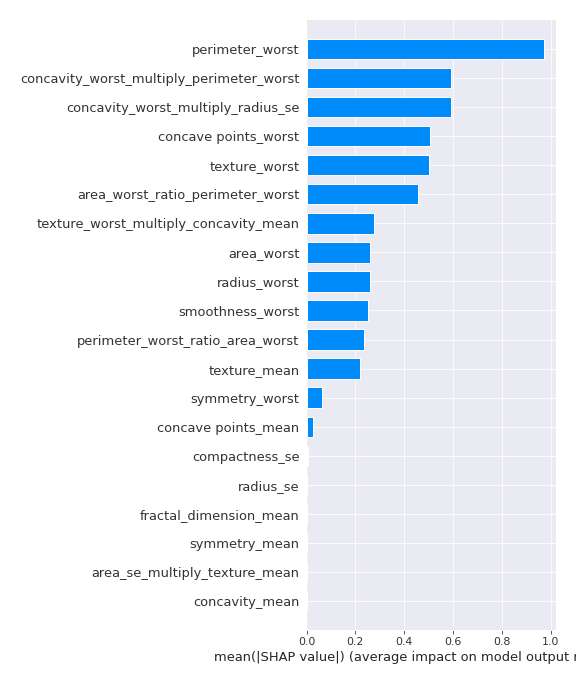 perimeter_worst
concavity_worst_multiply_perimeter_worst
concavity_worst_multiply_radius_se
concave points_worst
texture_worst
area_worst_ratio_perimeter_worst
texture_worst_multiply_concavity_mean
area_worst
radius_worst
smoothness_worst
perimeter_worst_ratio_area_worst
texture_mean
symmetry_worst
concave points_mean
compactness_se
radius_se
fractal_dimension_mean
symmetry_mean
area_se_multiply_texture_mean
concavity_mean
0.0 0.2 0.4 0.6 0.8 1.0
mean(|SHAP value|) (average impact on model output